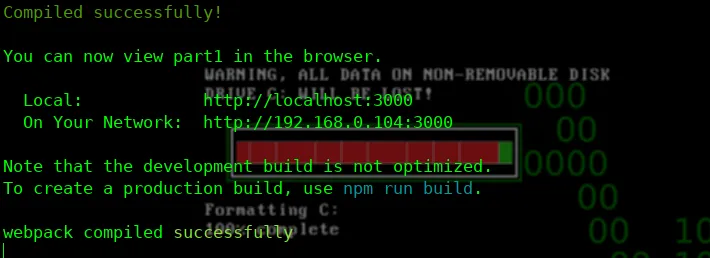 Compiled successfully!
You can now view part1 in the browser.
WARNING, ALL DATA ON NON-REMOVABLE DISK
DRIVE C: WILL BE LOST!
Local: http://localhost:3000
On Your Network: http://192.168.0.104:3000
000
00
0000
00
00 10
00 10
Note that the development build is not optimized.
To create a production build, use npm run build.
Formatting C:
100% complete
webpack compiled successfully